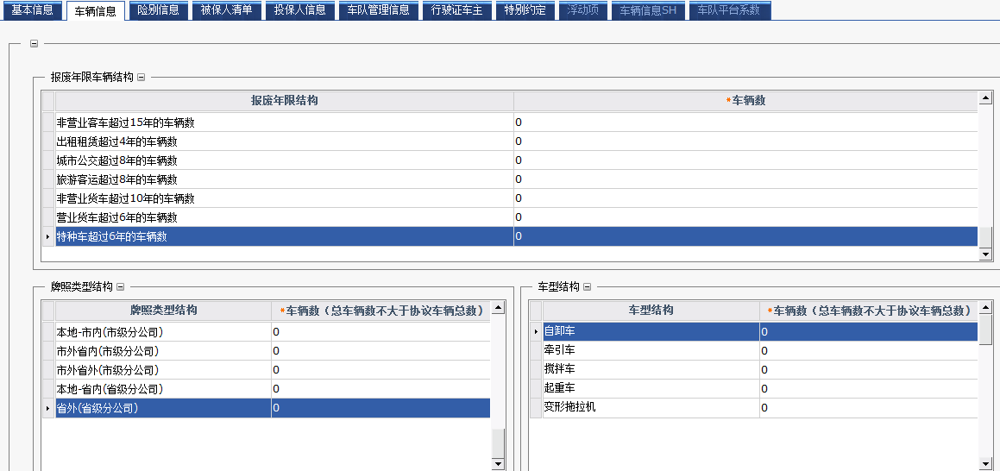 基本信息 车辆信息 险别信息 被保人清单 投保人信息 车队管理信息 行驶证车主 特别约定 浮动项 车辆信息SH 车队平台系数
报废年限车辆结构
报废年限结构 *车辆数
非营业客车超过15年的车辆数 0
出租租赁超过4年的车辆数 0
城市公交超过8年的车辆数 0
旅游客运超过8年的车辆数 0
非营业货车超过10年的车辆数 0
营业货车超过6年的车辆数 0
特种车超过6年的车辆数 0
牌照类型结构
牌照类型结构 *车辆数（总车辆数不大于协议车辆总数）
本地-市内(市级分公司) 0
市外省内(市级分公司) 0
市外省外(市级分公司) 0
本地-省内(省级分公司) 0
省外(省级分公司) 0
车型结构
车型结构 *车辆数（总车辆数不大于协议车辆总数）
自卸车 0
牵引车 0
搅拌车 0
起重车 0
变形拖拉机 0